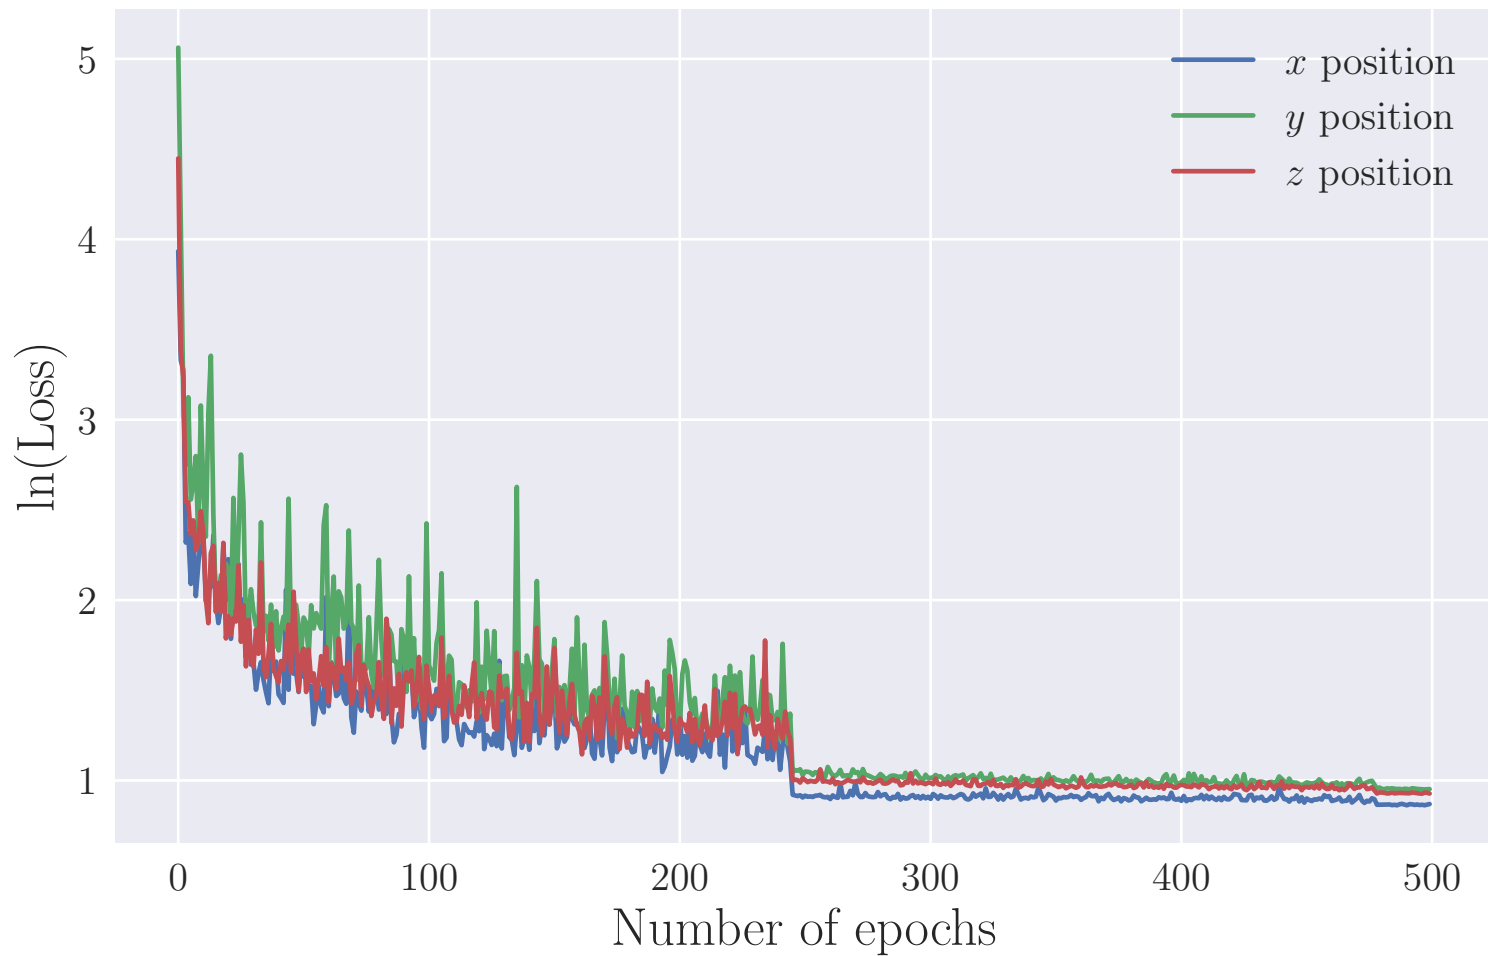 5
4
3
2
1
ln(Loss)
x position
y position
z position
0 100 200 300 400 500
Number of epochs